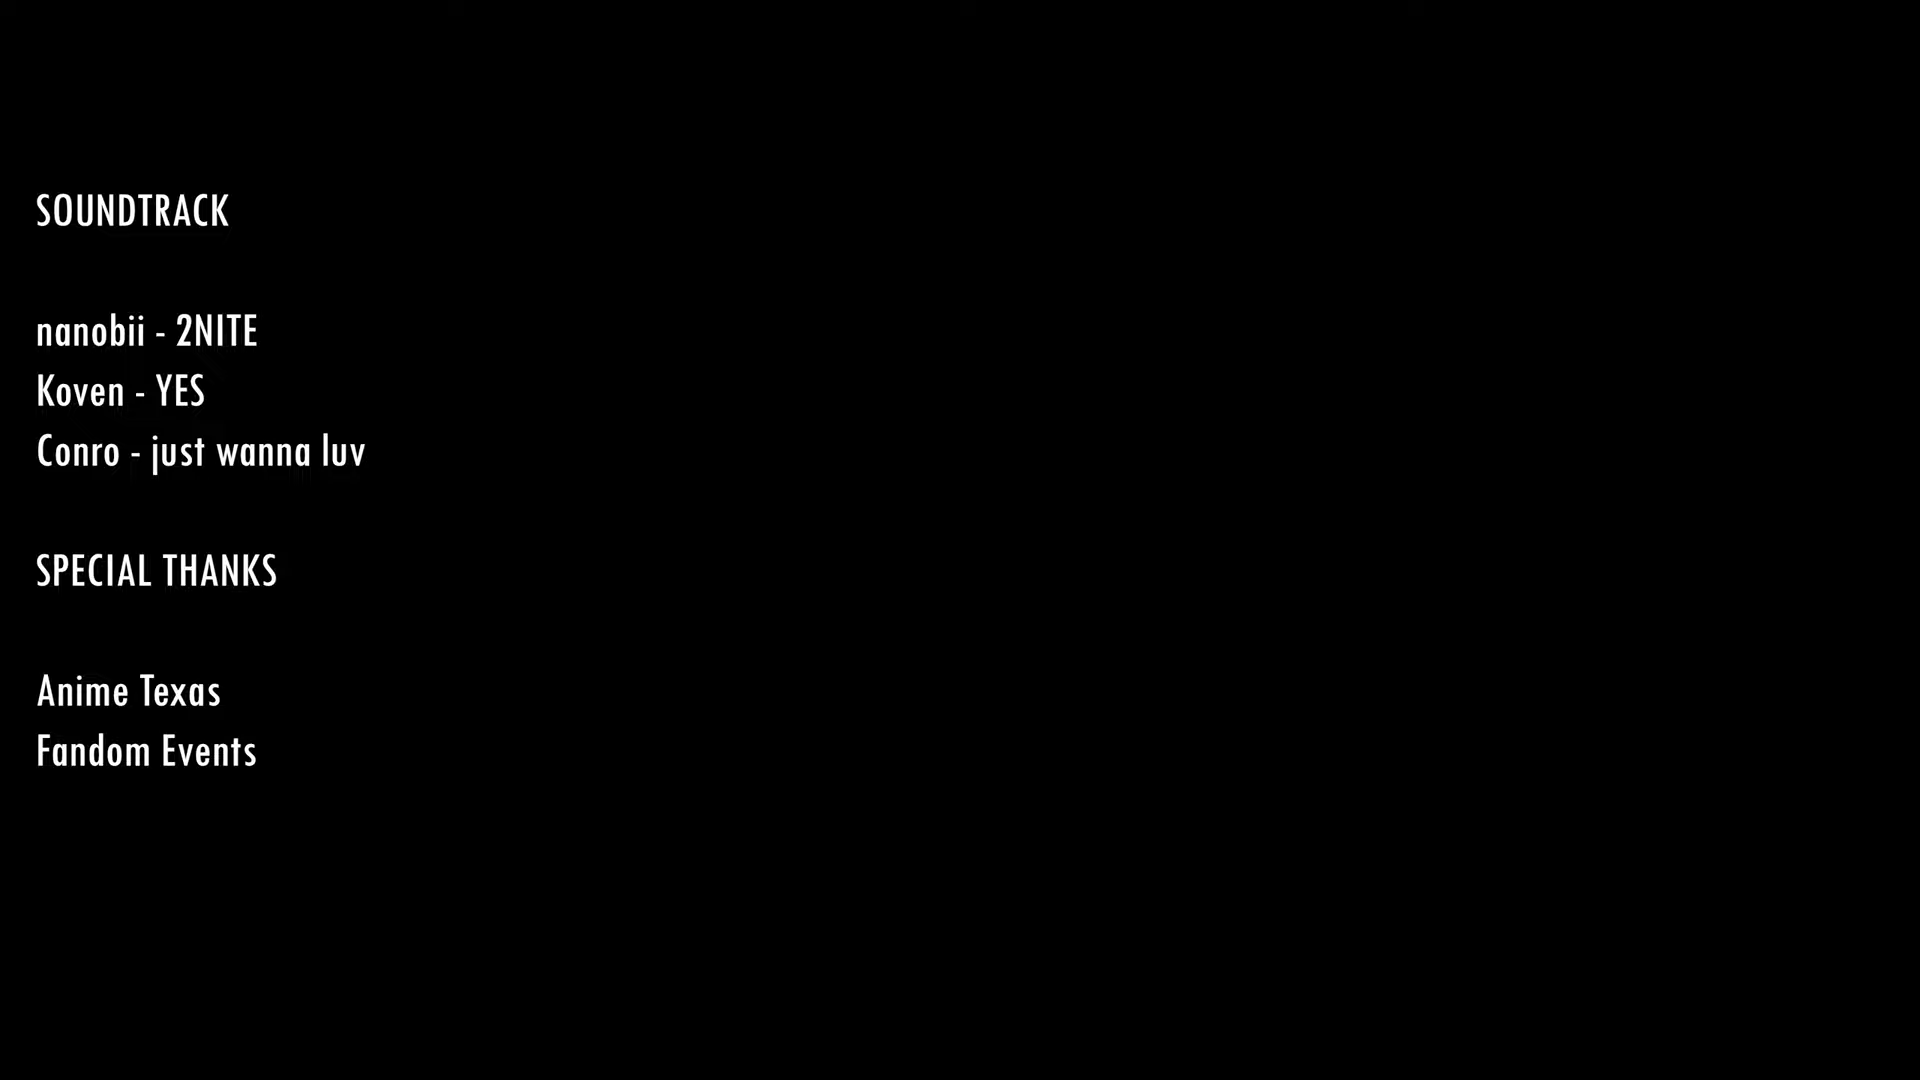 SOUNDTRACK
nanobii - 2NITE
Koven - YES
Conro - just wanna luv
SPECIAL THANKS
Anime Texas
Fandom Events